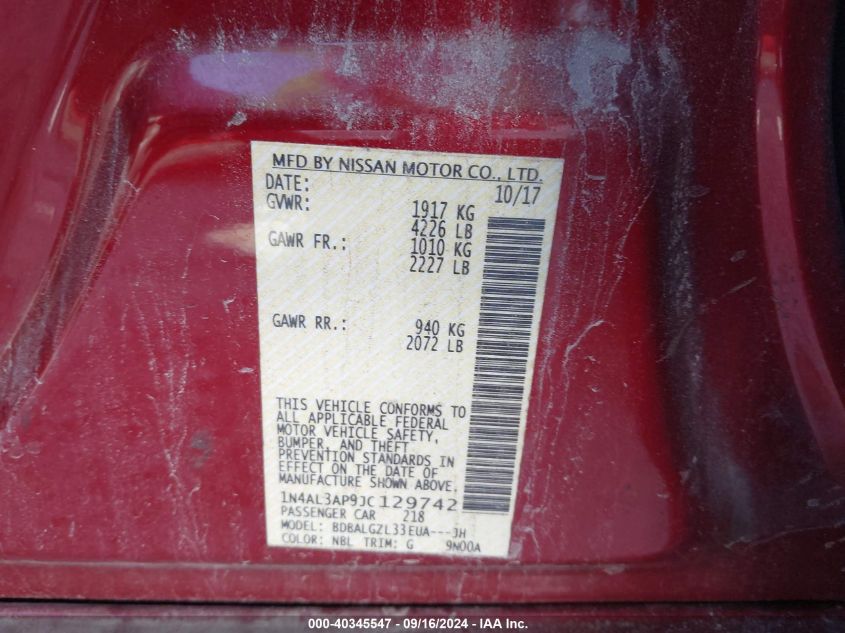 MFD BY NISSAN MOTOR CO., LTD.
DATE: 10/17
GVWR: 1917 KG
4226 LB
GAWR FR.: 1010 KG
2227 LB
GAWR RR.: 940 KG
2072 LB
THIS VEHICLE CONFORMS TO
ALL APPLICABLE FEDERAL
MOTOR VEHICLE SAFETY,
BUMPER, AND THEFT
PREVENTION STANDARDS IN
EFFECT ON THE DATE OF
MANUFACTURE SHOWN ABOVE.
1N4AL3AP9JC129742
PASSENGER CAR 218
MODEL: BDBALGZL33EUA---JH
COLOR: NBL TRIM: G 9N00A
000-40345547 - 09/16/2024 - IAA Inc.